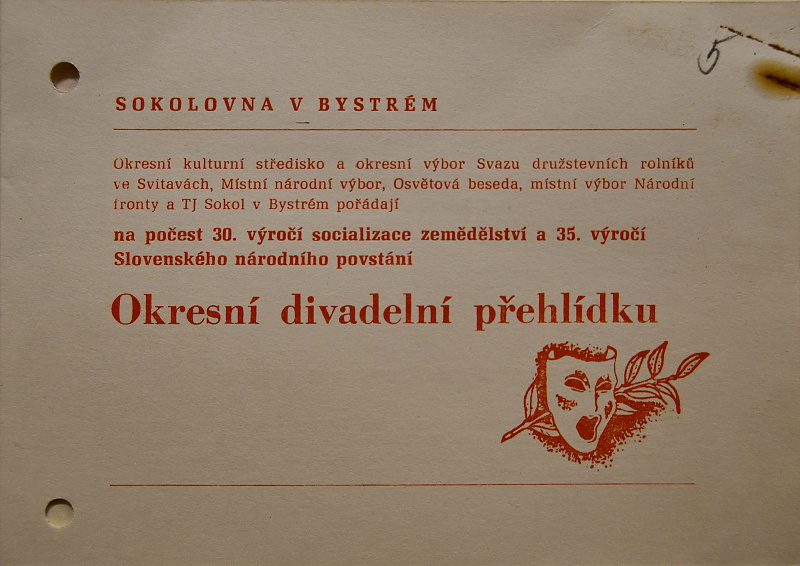 5
SOKOLOVNA V BYSTRÉM
Okresní kulturní středisko a okresní výbor Svazu družstevních rolníků
ve Svitavách, Místní národní výbor, Osvětová beseda, místní výbor Národní
fronty a TJ Sokol v Bystrém pořádají
na počest 30. výročí socializace zemědělství a 35. výročí
Slovenského národního povstání
Okresní divadelní přehlídku